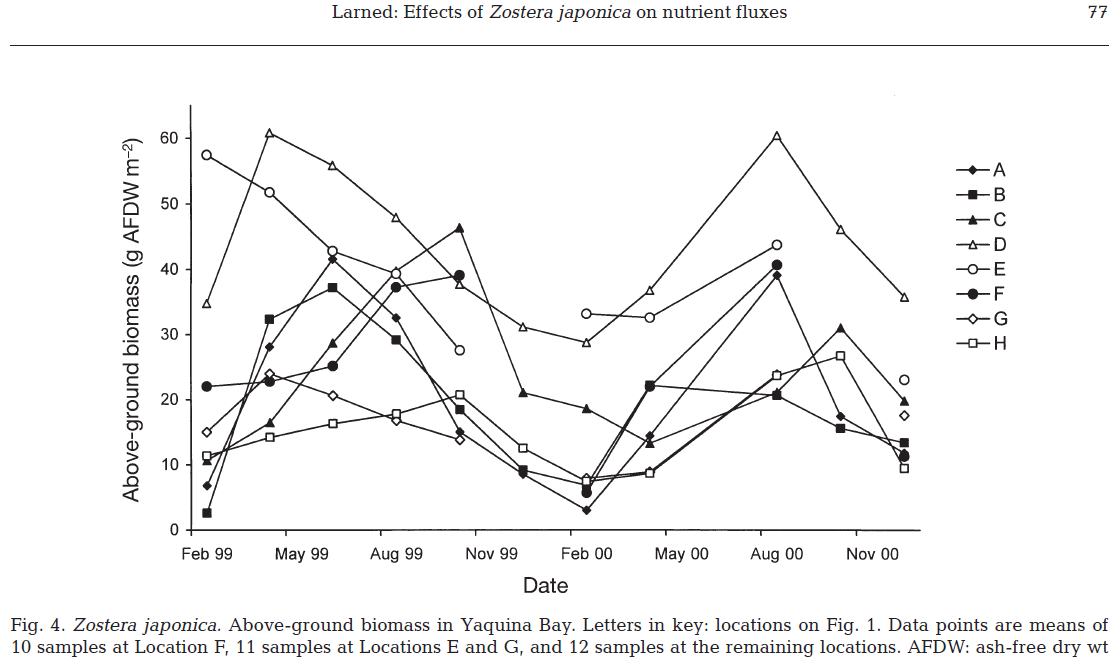 Larned: Effects of Zostera japonica on nutrient fluxes 77
Above-ground biomass (g AFDW m⁻²)
60
50
40
30
20
10
0
Feb 99 May 99 Aug 99 Nov 99 Feb 00 May 00 Aug 00 Nov 00
Date
A
B
C
D
E
F
G
H
Fig. 4. Zostera japonica. Above-ground biomass in Yaquina Bay. Letters in key: locations on Fig. 1. Data points are means of
10 samples at Location F, 11 samples at Locations E and G, and 12 samples at the remaining locations. AFDW: ash-free dry wt